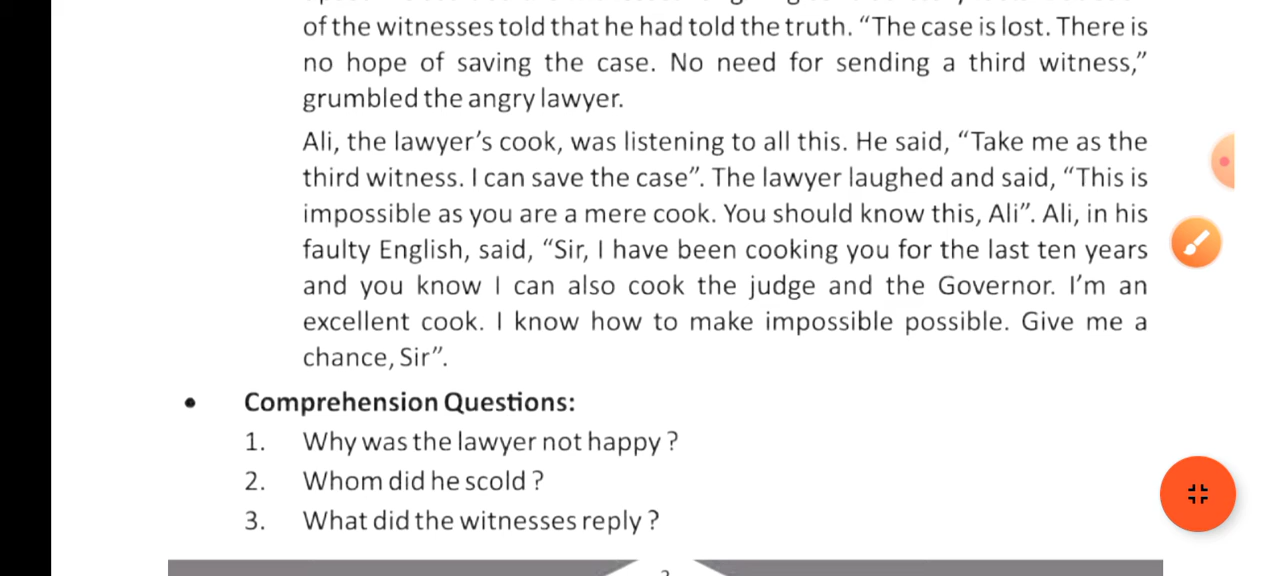 of the witnesses told that he had told the truth. “The case is lost. There is
no hope of saving the case. No need for sending a third witness,”
grumbled the angry lawyer.
Ali, the lawyer’s cook, was listening to all this. He said, “Take me as the
third witness. I can save the case”. The lawyer laughed and said, “This is
impossible as you are a mere cook. You should know this, Ali”. Ali, in his
faulty English, said, “Sir, I have been cooking you for the last ten years
and you know I can also cook the judge and the Governor. I’m an
excellent cook. I know how to make impossible possible. Give me a
chance, Sir”.
• Comprehension Questions:
1. Why was the lawyer not happy ?
2. Whom did he scold ?
3. What did the witnesses reply ?